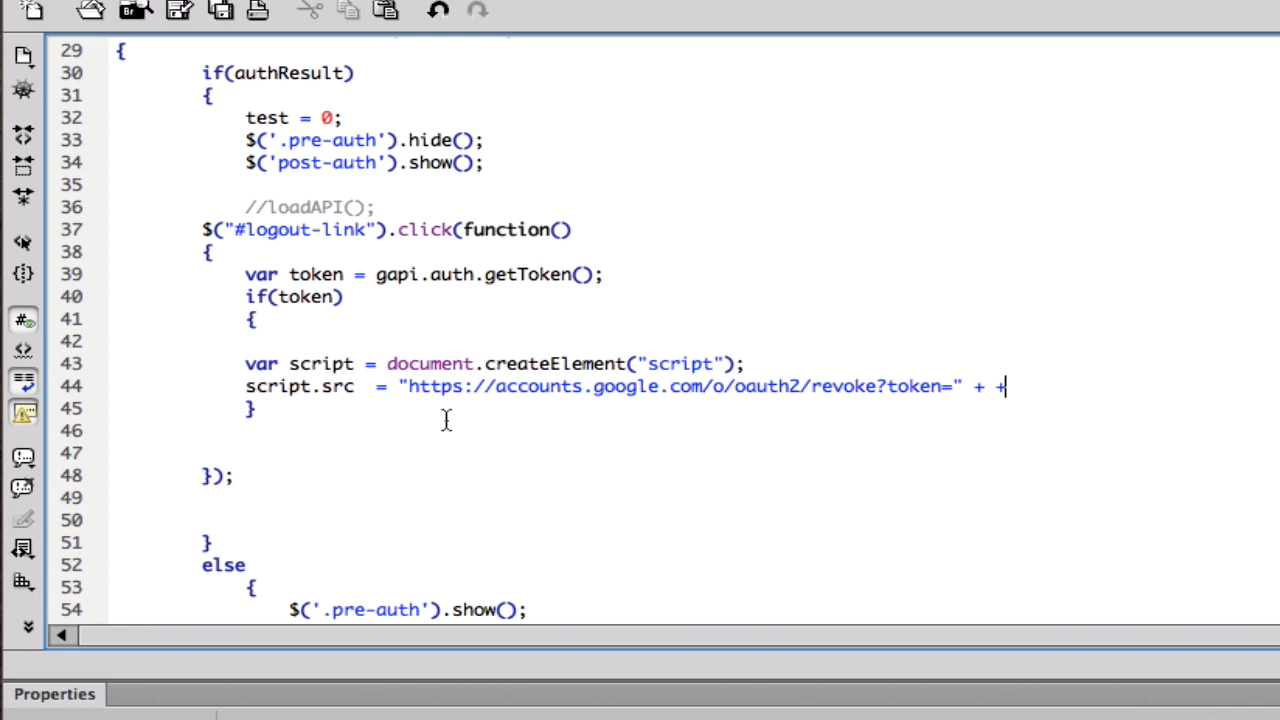 Br
29 {
30 if(authResult)
31 {
32 test = 0;
33 $('.pre-auth').hide();
34 $('post-auth').show();
35
36 //loadAPI();
37 $("#logout-link").click(function()
38 {
39 var token = gapi.auth.getToken();
40 if(token)
41 {
42
43 var script = document.createElement("script");
44 script.src  = "https://accounts.google.com/o/oauth2/revoke?token=" + +
45 }
46
47
48 });
49
50
51 }
52 else
53 {
54 $('.pre-auth').show();
Properties